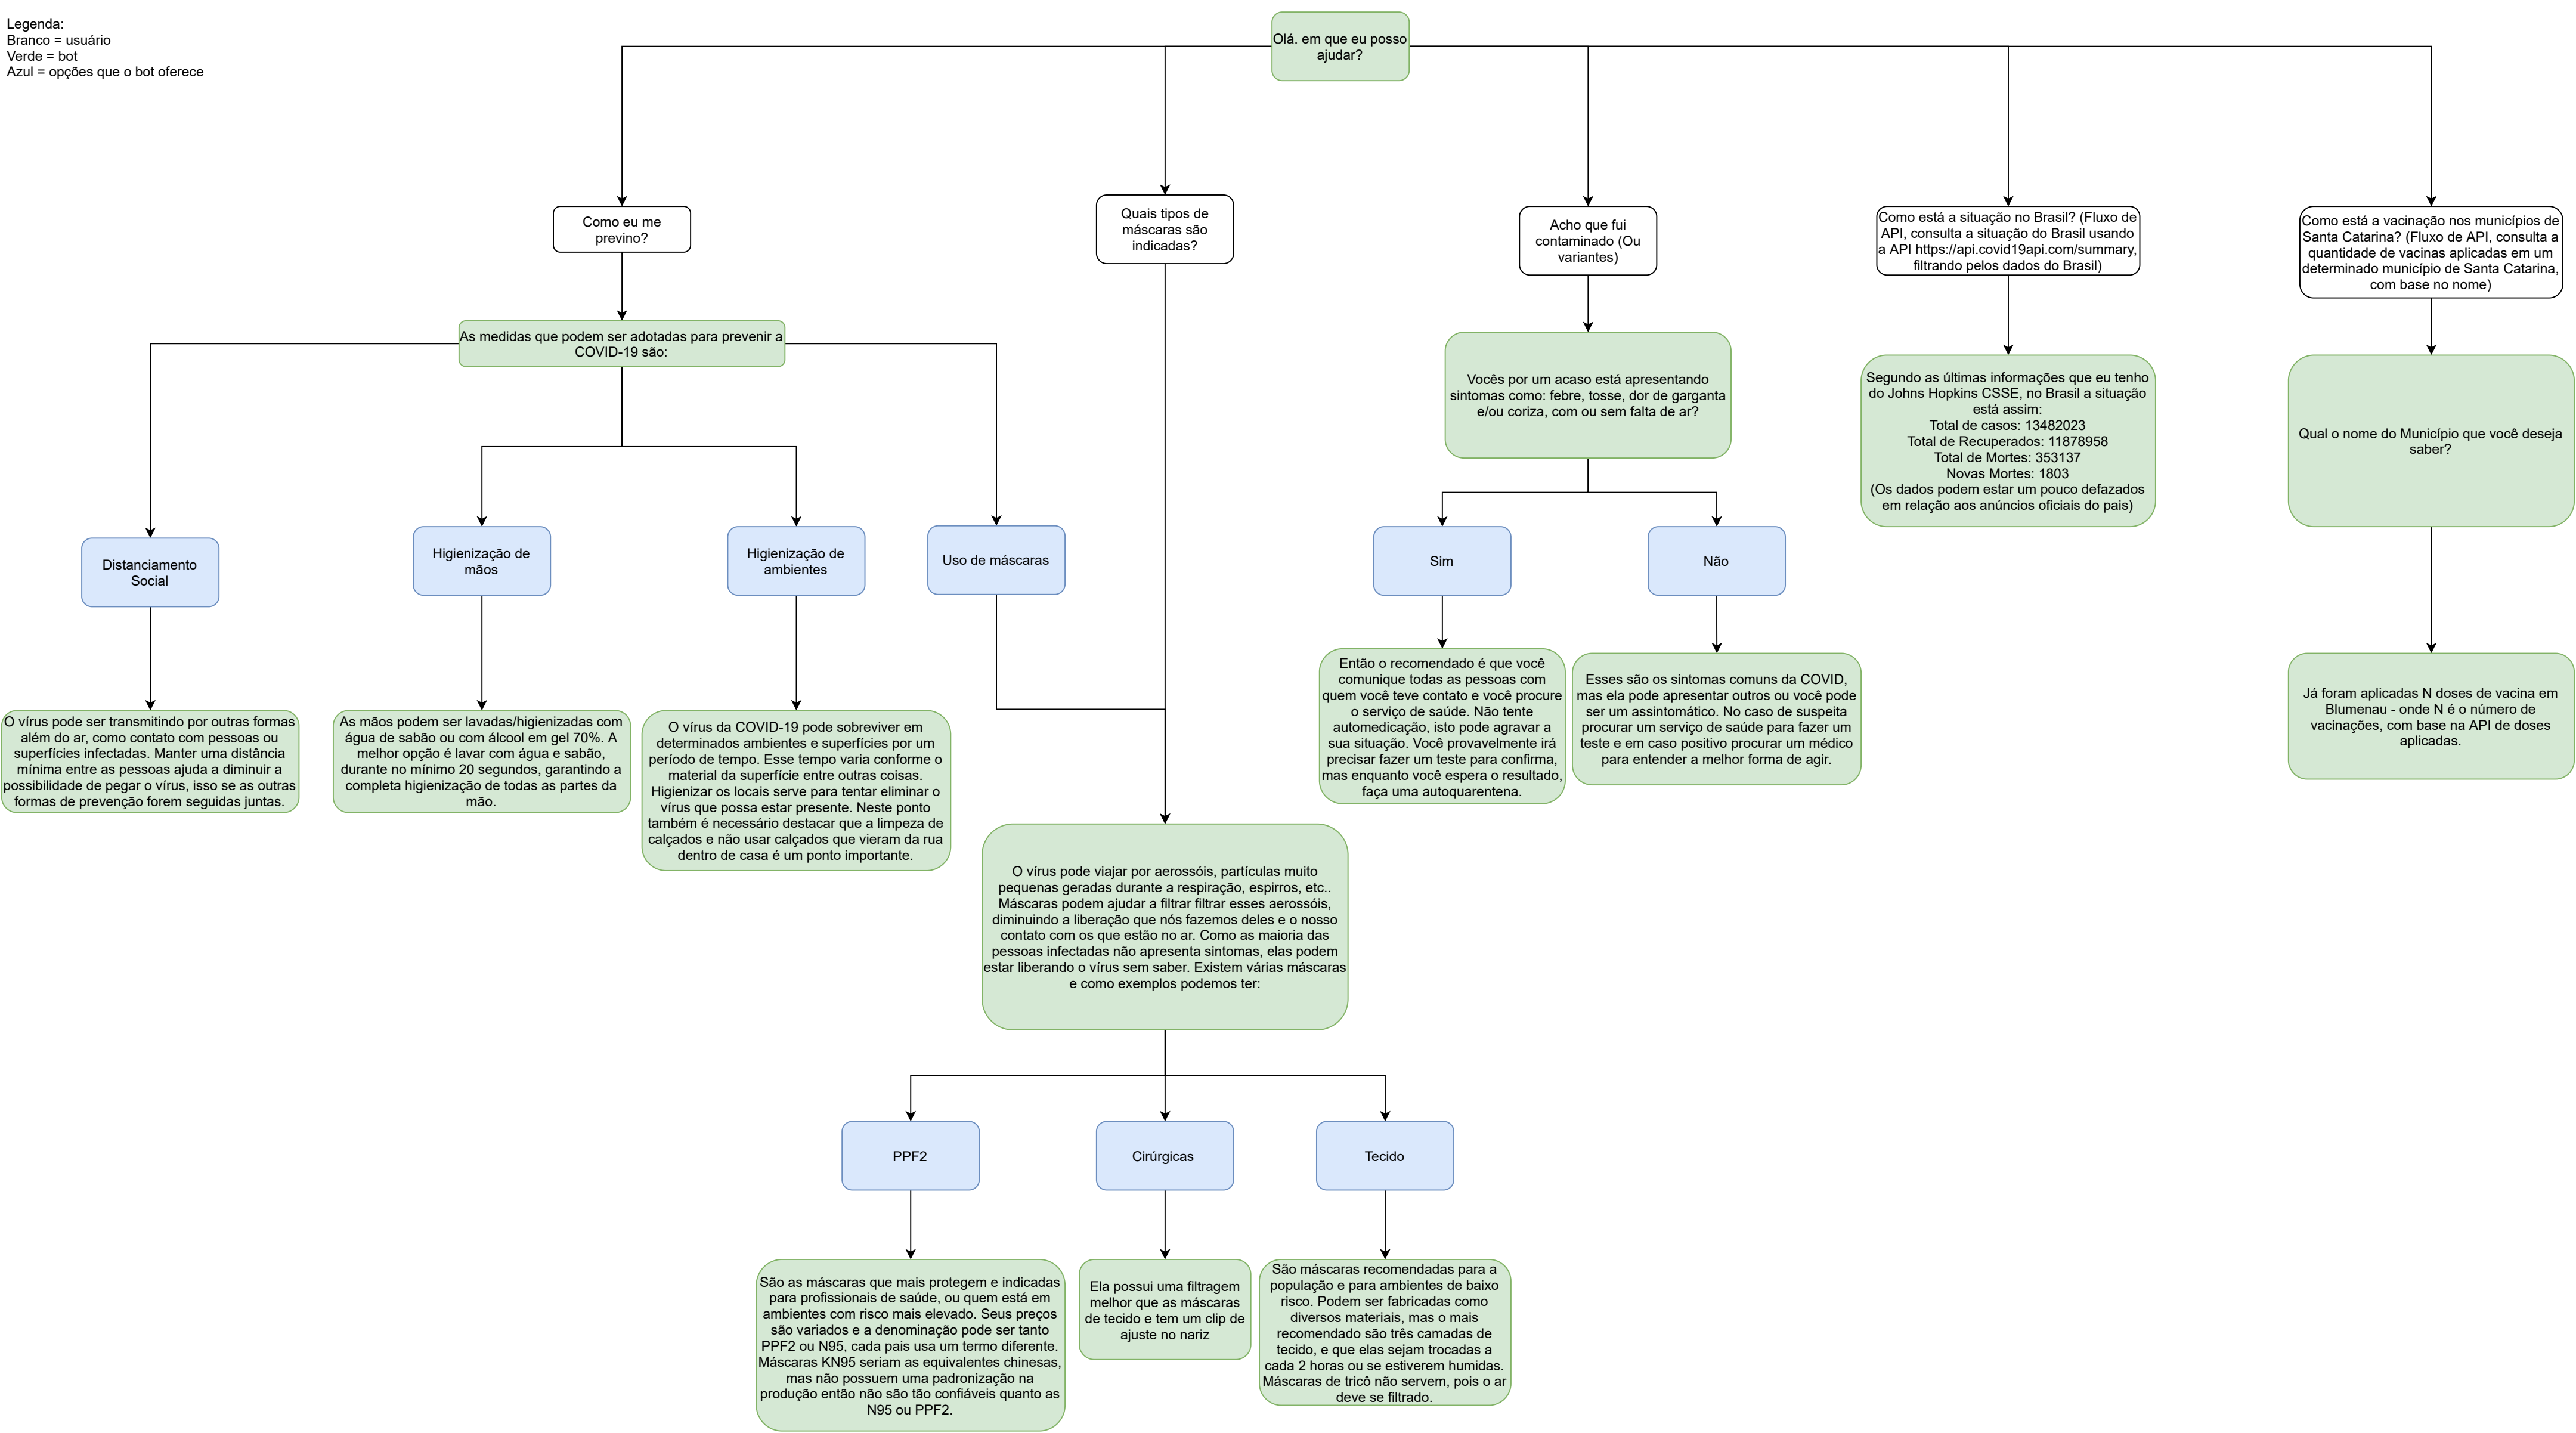 Legenda:
Branco = usuário
Verde = bot
Azul = opções que o bot oferece
Olá. em que eu posso
ajudar?
Como eu me
previno?
Quais tipos de
máscaras são
indicadas?
Acho que fui
contaminado (Ou
variantes)
Como está a situação no Brasil? (Fluxo de
API, consulta a situação do Brasil usando
a API https://api.covid19api.com/summary,
filtrando pelos dados do Brasil)
Como está a vacinação nos municípios de
Santa Catarina? (Fluxo de API, consulta a
quantidade de vacinas aplicadas em um
determinado município de Santa Catarina,
com base no nome)
As medidas que podem ser adotadas para prevenir a
COVID-19 são:
Vocês por um acaso está apresentando
sintomas como: febre, tosse, dor de garganta
e/ou coriza, com ou sem falta de ar?
Segundo as últimas informações que eu tenho
do Johns Hopkins CSSE, no Brasil a situação
está assim:
Total de casos: 13482023
Total de Recuperados: 11878958
Total de Mortes: 353137
Novas Mortes: 1803
(Os dados podem estar um pouco defazados
em relação aos anúncios oficiais do pais)
Qual o nome do Município que você deseja
saber?
Distanciamento
Social
Higienização de
mãos
Higienização de
ambientes
Uso de máscaras
Sim
Não
O vírus pode ser transmitindo por outras formas
além do ar, como contato com pessoas ou
superfícies infectadas. Manter uma distância
mínima entre as pessoas ajuda a diminuir a
possibilidade de pegar o vírus, isso se as outras
formas de prevenção forem seguidas juntas.
As mãos podem ser lavadas/higienizadas com
água de sabão ou com álcool em gel 70%. A
melhor opção é lavar com água e sabão,
durante no mínimo 20 segundos, garantindo a
completa higienização de todas as partes da
mão.
O vírus da COVID-19 pode sobreviver em
determinados ambientes e superfícies por um
período de tempo. Esse tempo varia conforme o
material da superfície entre outras coisas.
Higienizar os locais serve para tentar eliminar o
vírus que possa estar presente. Neste ponto
também é necessário destacar que a limpeza de
calçados e não usar calçados que vieram da rua
dentro de casa é um ponto importante.
Então o recomendado é que você
comunique todas as pessoas com
quem você teve contato e você procure
o serviço de saúde. Não tente
automedicação, isto pode agravar a
sua situação. Você provavelmente irá
precisar fazer um teste para confirma,
mas enquanto você espera o resultado,
faça uma autoquarentena.
Esses são os sintomas comuns da COVID,
mas ela pode apresentar outros ou você pode
ser um assintomático. No caso de suspeita
procurar um serviço de saúde para fazer um
teste e em caso positivo procurar um médico
para entender a melhor forma de agir.
Já foram aplicadas N doses de vacina em
Blumenau - onde N é o número de
vacinações, com base na API de doses
aplicadas.
O vírus pode viajar por aerossóis, partículas muito
pequenas geradas durante a respiração, espirros, etc..
Máscaras podem ajudar a filtrar filtrar esses aerossóis,
diminuindo a liberação que nós fazemos deles e o nosso
contato com os que estão no ar. Como as maioria das
pessoas infectadas não apresenta sintomas, elas podem
estar liberando o vírus sem saber. Existem várias máscaras
e como exemplos podemos ter:
PPF2
Cirúrgicas
Tecido
São as máscaras que mais protegem e indicadas
para profissionais de saúde, ou quem está em
ambientes com risco mais elevado. Seus preços
são variados e a denominação pode ser tanto
PPF2 ou N95, cada pais usa um termo diferente.
Máscaras KN95 seriam as equivalentes chinesas,
mas não possuem uma padronização na
produção então não são tão confiáveis quanto as
N95 ou PPF2.
Ela possui uma filtragem
melhor que as máscaras
de tecido e tem um clip de
ajuste no nariz
São máscaras recomendadas para a
população e para ambientes de baixo
risco. Podem ser fabricadas como
diversos materiais, mas o mais
recomendado são três camadas de
tecido, e que elas sejam trocadas a
cada 2 horas ou se estiverem humidas.
Máscaras de tricô não servem, pois o ar
deve se filtrado.